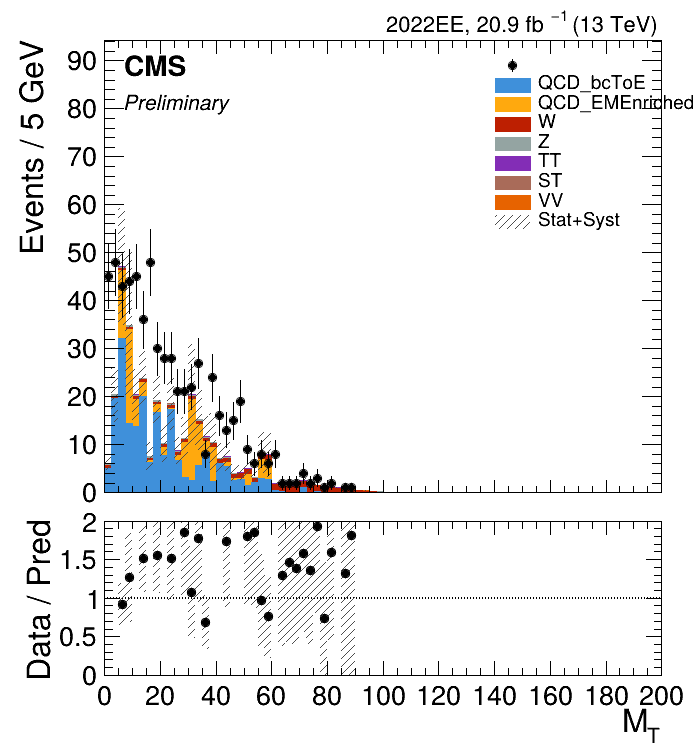 2022EE, 20.9 fb⁻¹ (13 TeV)
CMS
Preliminary
QCD_bcToE
QCD_EMEnriched
W
Z
TT
ST
VV
Stat+Syst
Events / 5 GeV
90
80
70
60
50
40
30
20
10
0
Data / Pred
2
1.5
1
0.5
0
0 20 40 60 80 100 120 140 160 180 200
M_T